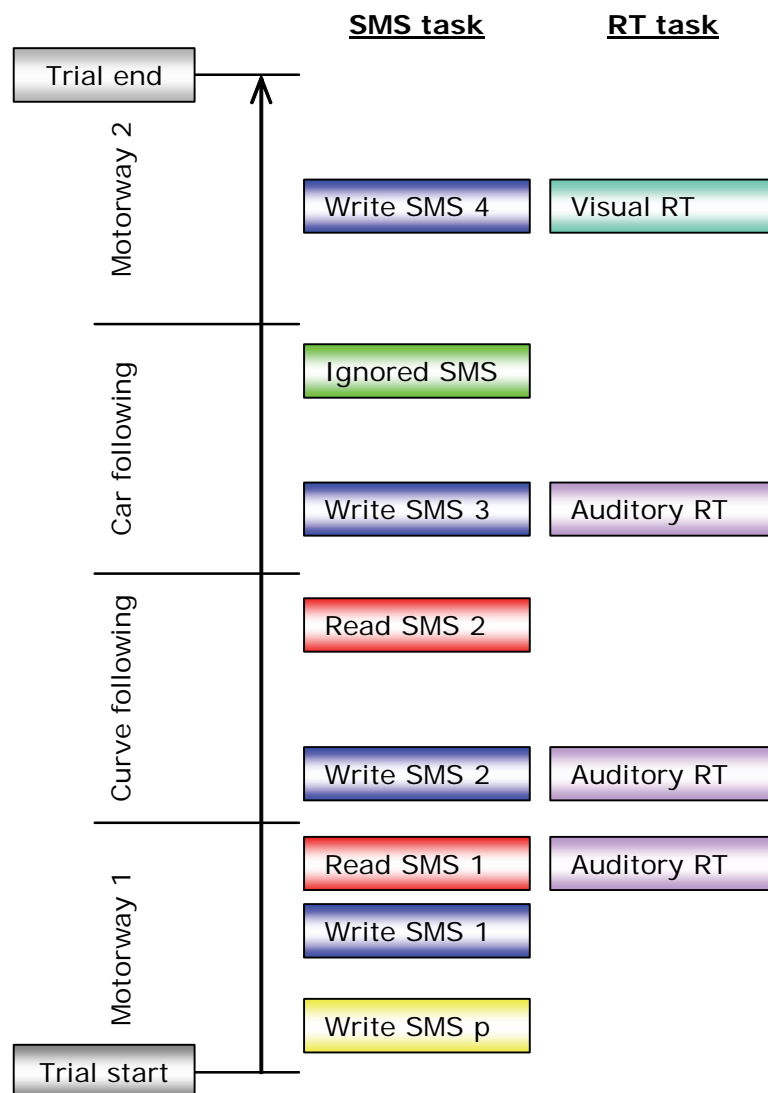 SMS task RT task
Trial end
Motorway 2
Write SMS 4 Visual RT
Ignored SMS
Car following
Write SMS 3 Auditory RT
Read SMS 2
Curve following
Write SMS 2 Auditory RT
Read SMS 1 Auditory RT
Write SMS 1
Motorway 1
Write SMS p
Trial start